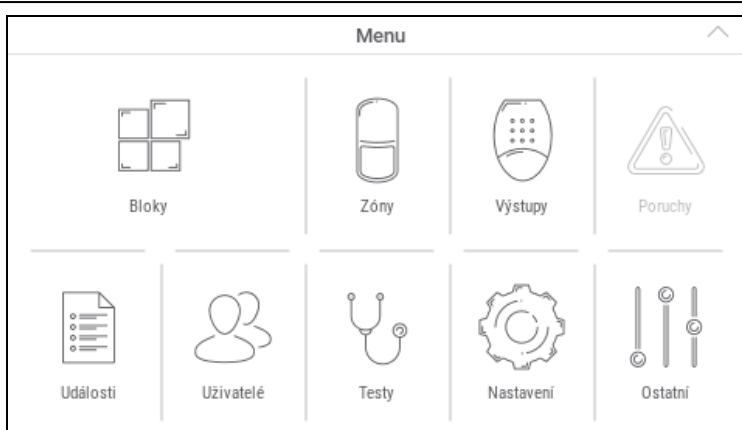 Menu
Bloky
Zóny
Výstupy
Poruchy
Události
Uživatelé
Testy
Nastavení
Ostatní